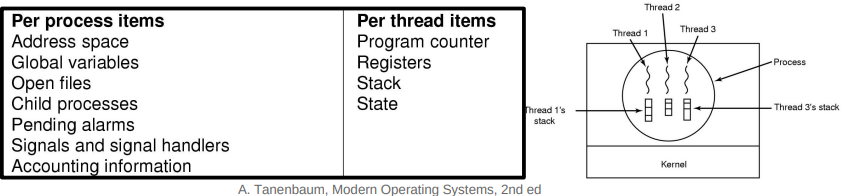 Per process items
Address space
Global variables
Open files
Child processes
Pending alarms
Signals and signal handlers
Accounting information
Per thread items
Program counter
Registers
Stack
State
Thread 2
Thread 1
Thread 3
Process
Thread 1's
stack
Thread 3's stack
Kernel
A. Tanenbaum, Modern Operating Systems, 2nd ed